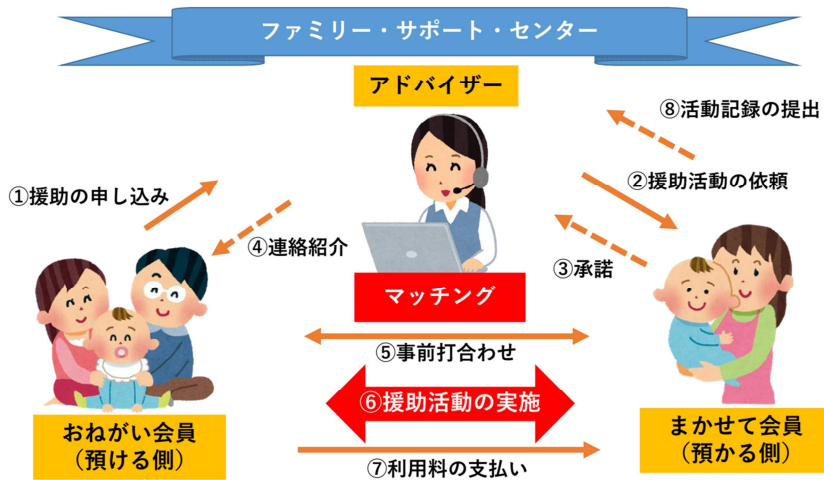 ファミリー・サポート・センター
アドバイザー
⑧活動記録の提出
①援助の申し込み
②援助活動の依頼
④連絡紹介
③承諾
マッチング
⑤事前打合わせ
⑥援助活動の実施
おねがい会員
（預ける側）
まかせて会員
（預かる側）
⑦利用料の支払い